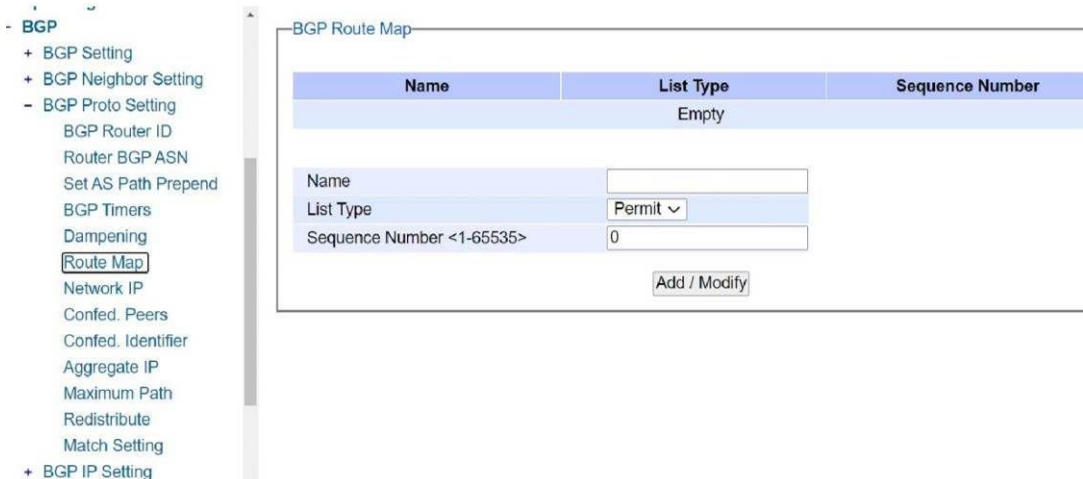 - BGP
+ BGP Setting
+ BGP Neighbor Setting
- BGP Proto Setting
BGP Router ID
Router BGP ASN
Set AS Path Prepend
BGP Timers
Dampening
Route Map
Network IP
Confed. Peers
Confed. Identifier
Aggregate IP
Maximum Path
Redistribute
Match Setting
+ BGP IP Setting
BGP Route Map
Name List Type Sequence Number
Empty
Name
List Type Permit
Sequence Number <1-65535> 0
Add / Modify